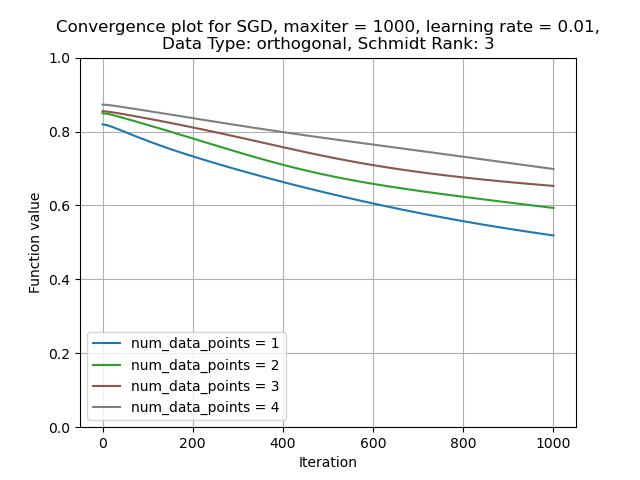 Convergence plot for SGD, maxiter = 1000, learning rate = 0.01,
Data Type: orthogonal, Schmidt Rank: 3
1.0
0.8
0.6
0.4
0.2
0.0
Function value
num_data_points = 1
num_data_points = 2
num_data_points = 3
num_data_points = 4
0 200 400 600 800 1000
Iteration